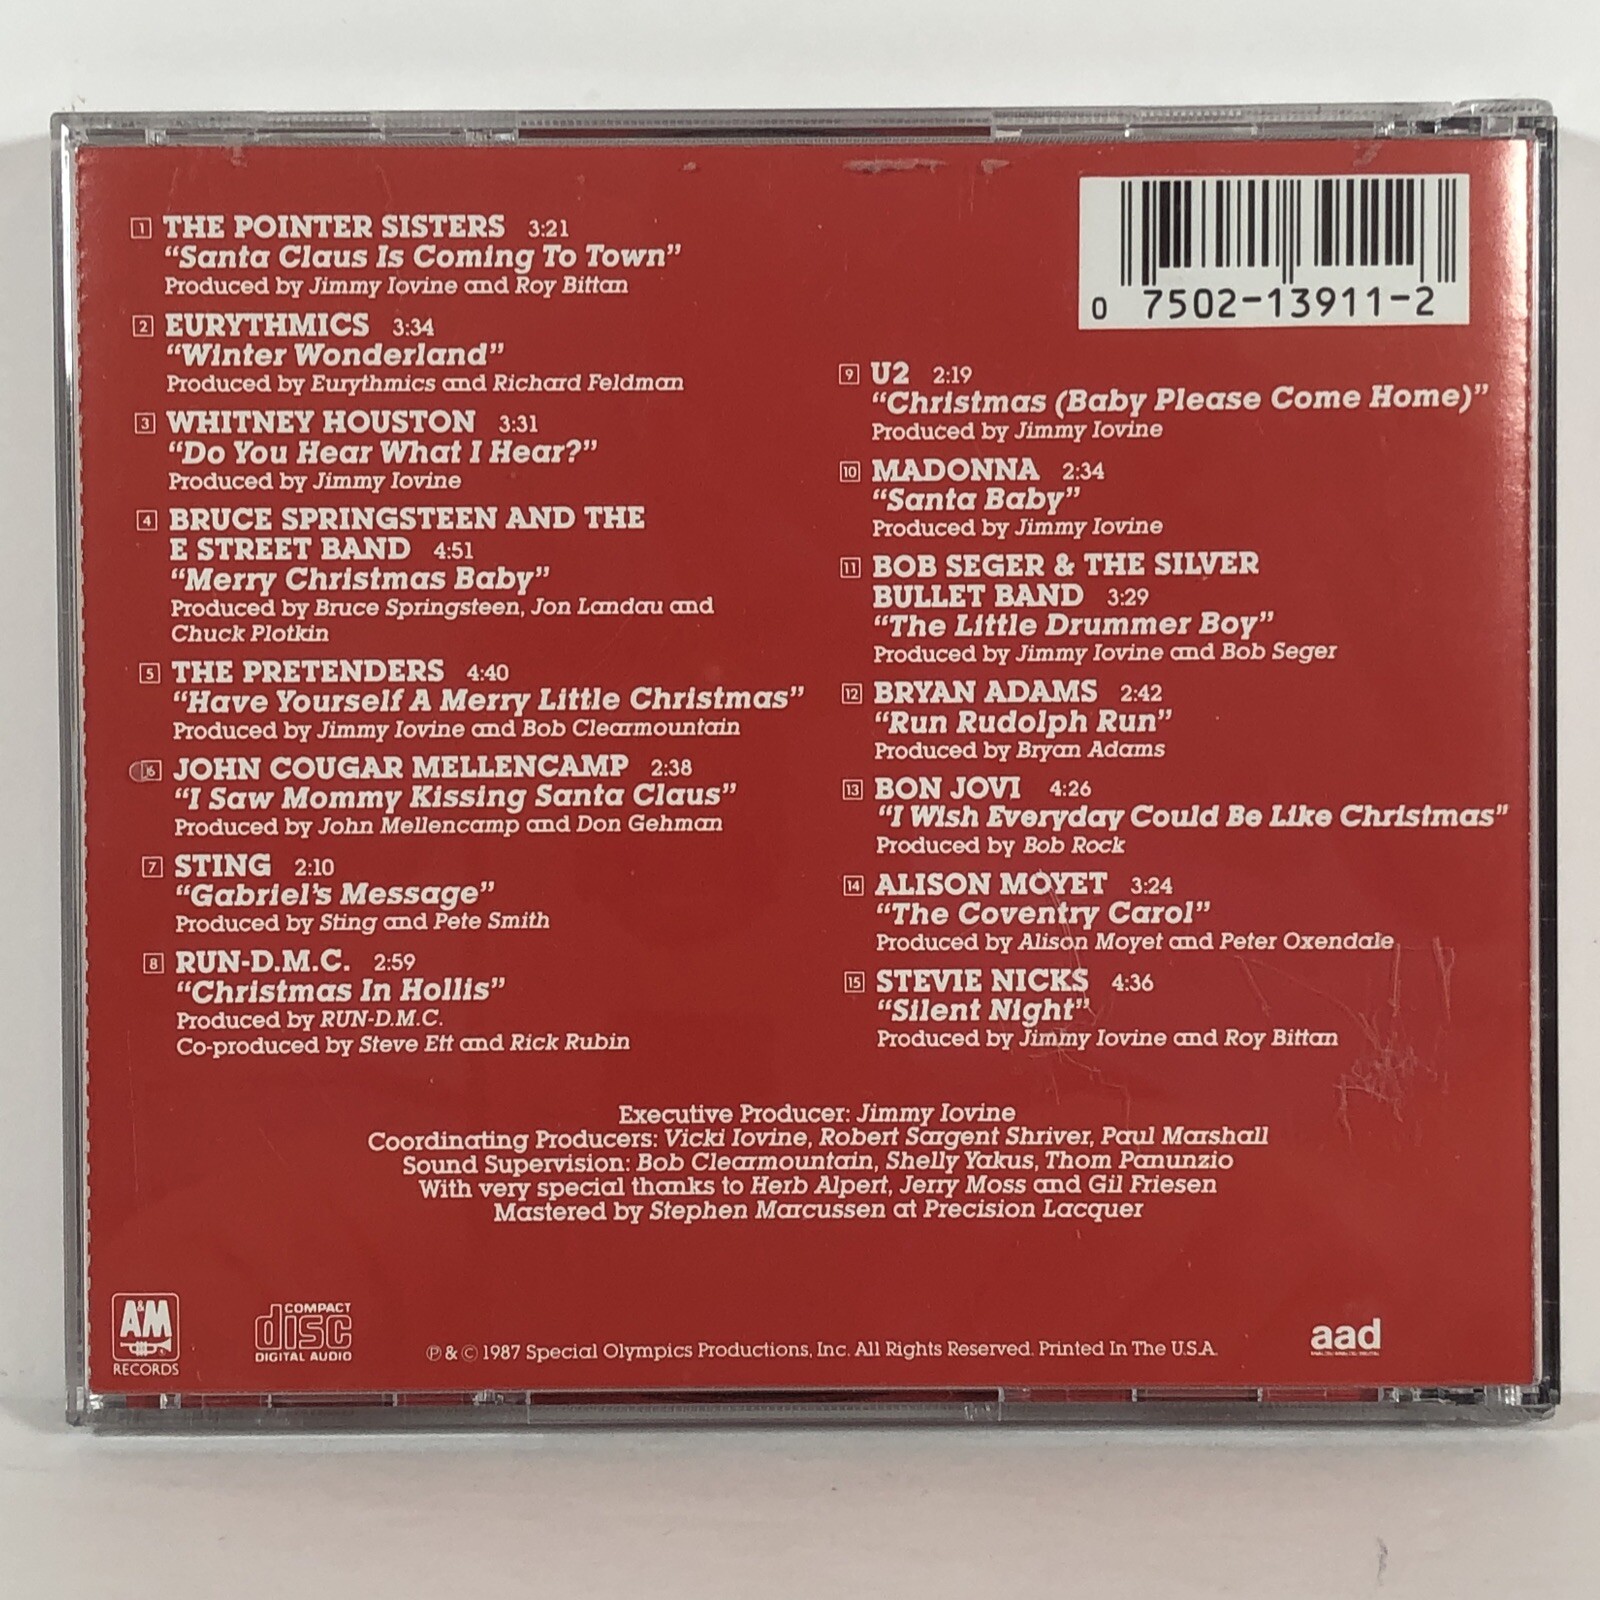 1 THE POINTER SISTERS 3:21
“Santa Claus Is Coming To Town”
Produced by Jimmy Iovine and Roy Bittan
2 EURYTHMICS 3:34
“Winter Wonderland”
Produced by Eurythmics and Richard Feldman
3 WHITNEY HOUSTON 3:31
“Do You Hear What I Hear?”
Produced by Jimmy Iovine
4 BRUCE SPRINGSTEEN AND THE
E STREET BAND 4:51
“Merry Christmas Baby”
Produced by Bruce Springsteen, Jon Landau and
Chuck Plotkin
5 THE PRETENDERS 4:40
“Have Yourself A Merry Little Christmas”
Produced by Jimmy Iovine and Bob Clearmountain
6 JOHN COUGAR MELLENCAMP 2:38
“I Saw Mommy Kissing Santa Claus”
Produced by John Mellencamp and Don Gehman
7 STING 2:10
“Gabriel’s Message”
Produced by Sting and Pete Smith
8 RUN-D.M.C. 2:59
“Christmas In Hollis”
Produced by RUN-D.M.C.
Co-produced by Steve Ett and Rick Rubin
0 7502-13911-2
9 U2 2:19
“Christmas (Baby Please Come Home)”
Produced by Jimmy Iovine
10 MADONNA 2:34
“Santa Baby”
Produced by Jimmy Iovine
11 BOB SEGER & THE SILVER
BULLET BAND 3:29
“The Little Drummer Boy”
Produced by Jimmy Iovine and Bob Seger
12 BRYAN ADAMS 2:42
“Run Rudolph Run”
Produced by Bryan Adams
13 BON JOVI 4:26
“I Wish Everyday Could Be Like Christmas”
Produced by Bob Rock
14 ALISON MOYET 3:24
“The Coventry Carol”
Produced by Alison Moyet and Peter Oxendale
15 STEVIE NICKS 4:36
“Silent Night”
Produced by Jimmy Iovine and Roy Bittan
Executive Producer: Jimmy Iovine
Coordinating Producers: Vicki Iovine, Robert Sargent Shriver, Paul Marshall
Sound Supervision: Bob Clearmountain, Shelly Yakus, Thom Panunzio
With very special thanks to Herb Alpert, Jerry Moss and Gil Friesen
Mastered by Stephen Marcussen at Precision Lacquer
A&M
RECORDS
COMPACT
disc
DIGITAL AUDIO
℗ & © 1987 Special Olympics Productions, Inc. All Rights Reserved. Printed In The U.S.A.
aad